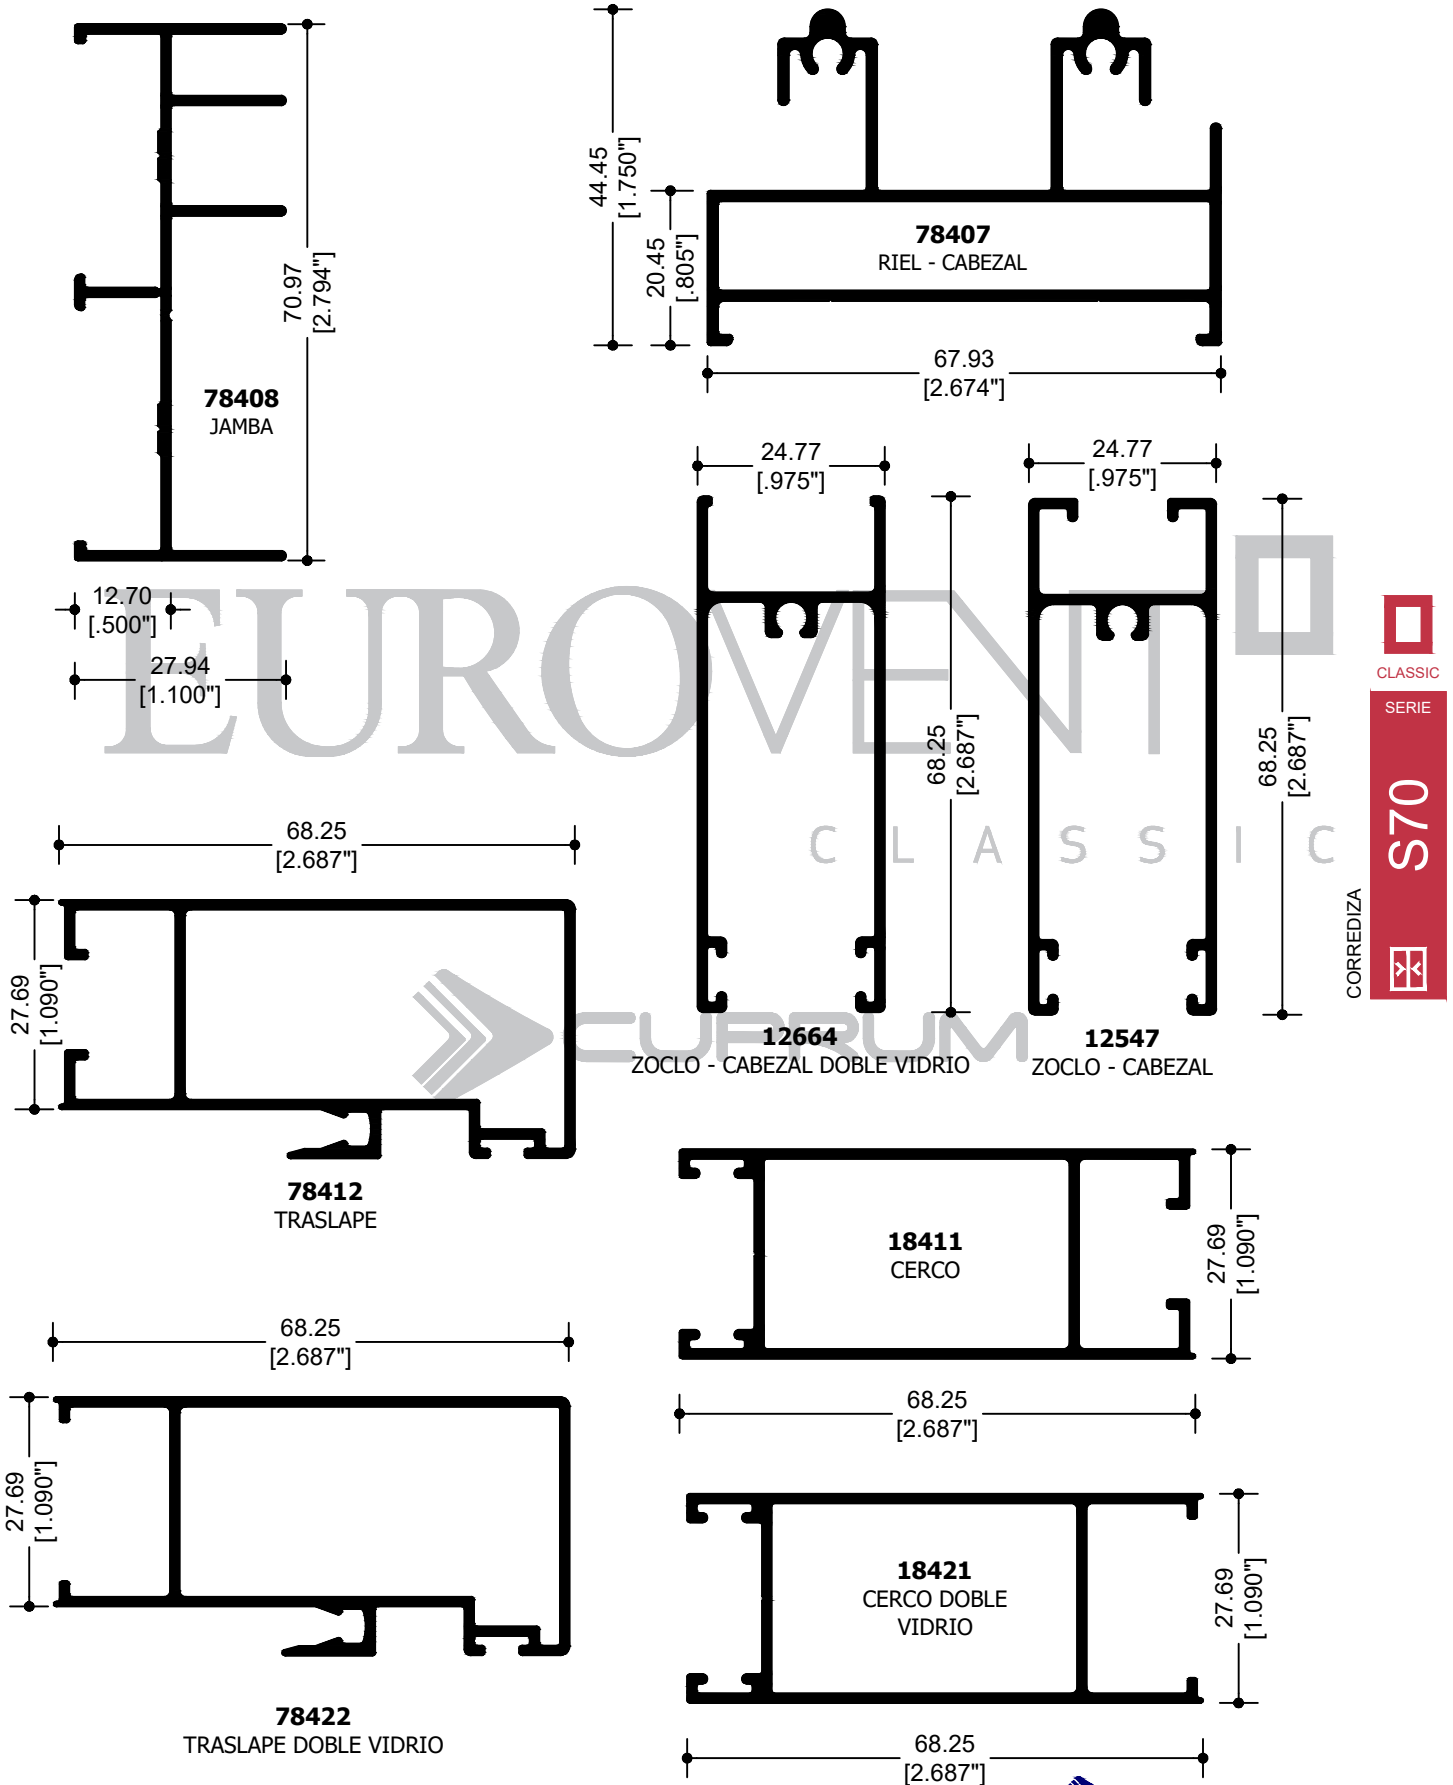 70.97
[2.794"]
78408
JAMBA
12.70
[.500"]
27.94
[1.100"]
44.45
[1.750"]
20.45
[.805"]
78407
RIEL - CABEZAL
67.93
[2.674"]
24.77
[.975"]
68.25
[2.687"]
12664
ZOCLO - CABEZAL DOBLE VIDRIO
24.77
[.975"]
68.25
[2.687"]
12547
ZOCLO - CABEZAL
EUROVENT
CLASSIC
CUPRUM
CLASSIC
SERIE
S70
CORREDIZA
68.25
[2.687"]
27.69
[1.090"]
78412
TRASLAPE
18411
CERCO
27.69
[1.090"]
68.25
[2.687"]
68.25
[2.687"]
27.69
[1.090"]
78422
TRASLAPE DOBLE VIDRIO
18421
CERCO DOBLE
VIDRIO
27.69
[1.090"]
68.25
[2.687"]